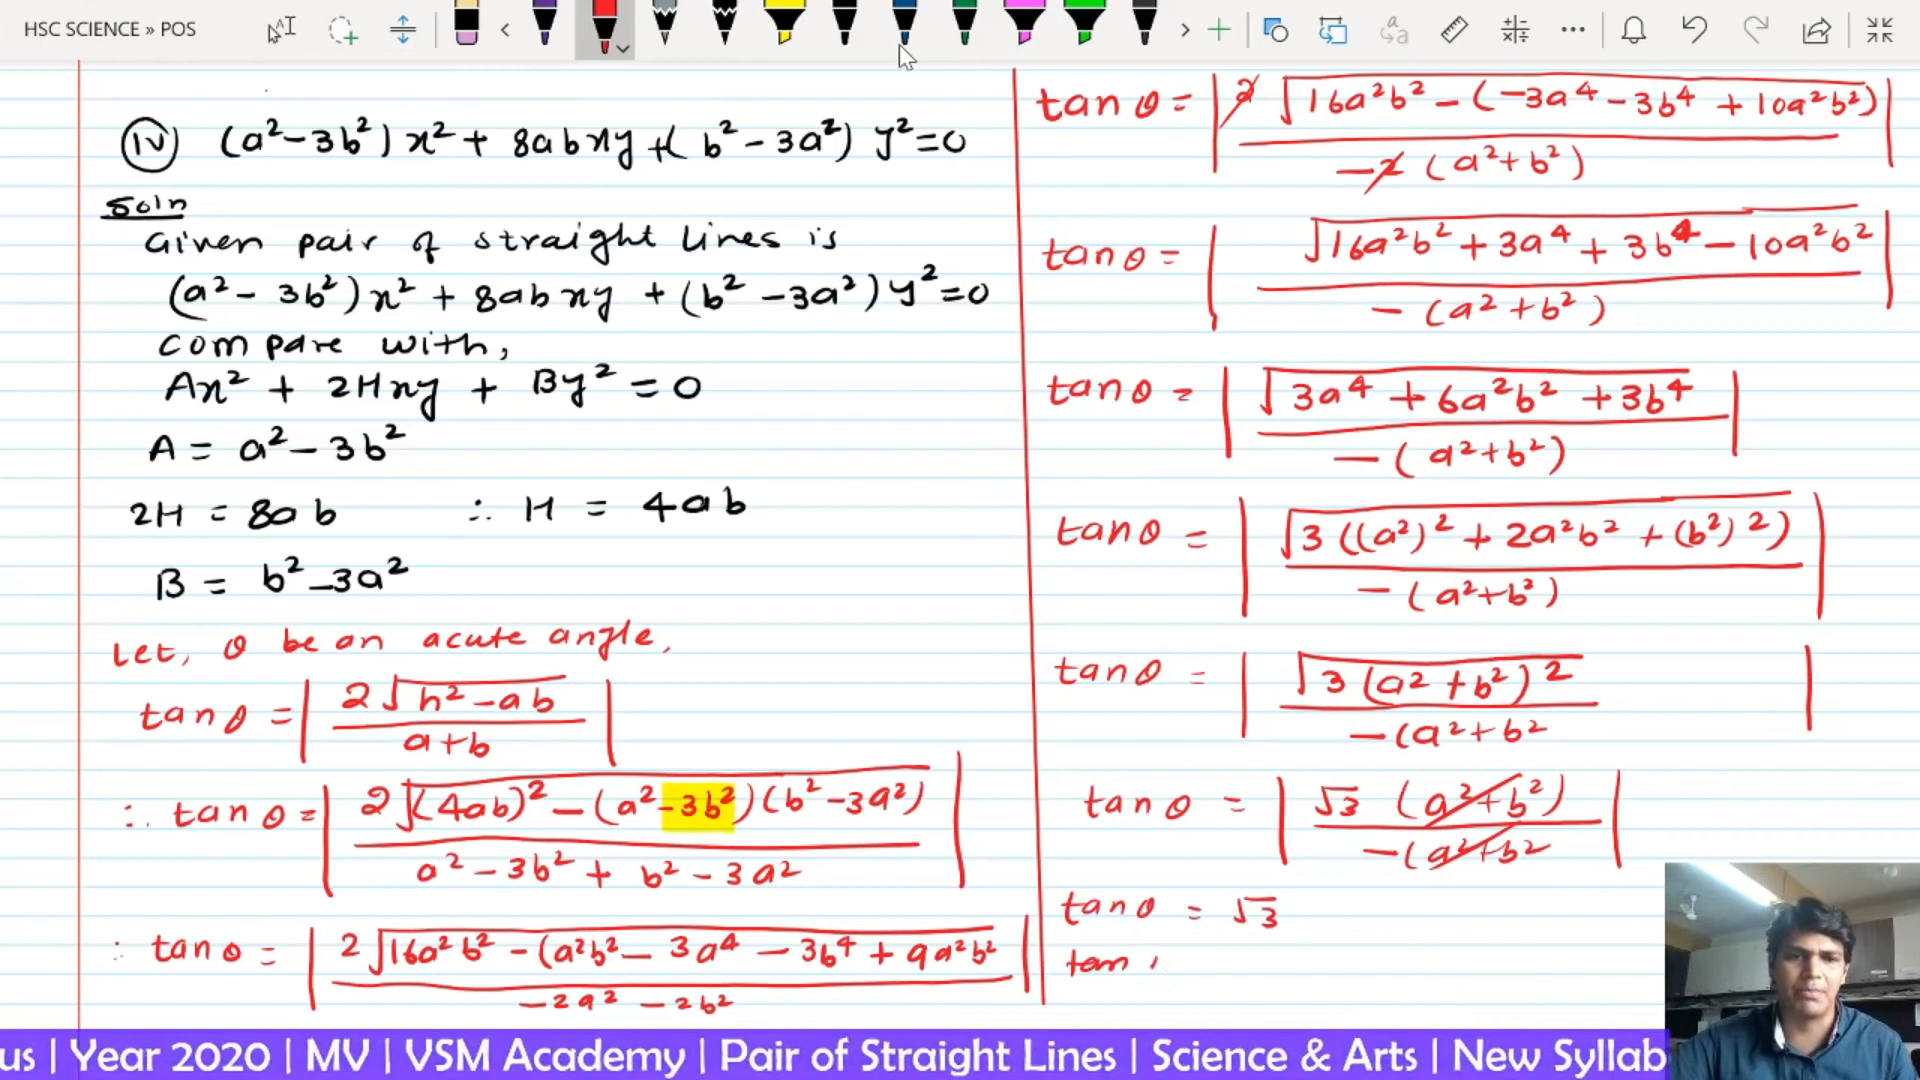 HSC SCIENCE » POS
(iv) (a²-3b²)x² + 8abxy + (b²-3a²)y²=0
Soln
Given pair of straight lines is
(a²- 3b²)x² + 8abxy + (b² -3a²)y²=0
compare with,
Ax² + 2Hxy + By² = 0
A = a² - 3b²
2H = 8ab ∴ H = 4ab
B = b² - 3a²
Let, θ be an acute angle,
tanθ = | 2√(h²-ab) / (a+b) |
∴ tanθ = | 2√((4ab)² - (a²-3b²)(b²-3a²)) / (a² - 3b² + b² - 3a²) |
∴ tanθ = | 2√(16a²b² - (a²b² - 3a⁴ - 3b⁴ + 9a²b²) / (-2a² - 2b²) |
tanθ = | 2√(16a²b² - (-3a⁴ - 3b⁴ + 10a²b²)) / -2(a²+b²) |
tanθ = | √(16a²b² + 3a⁴ + 3b⁴ - 10a²b²) / -(a²+b²) |
tanθ = | √(3a⁴ + 6a²b² + 3b⁴) / -(a²+b²) |
tanθ = | √(3((a²)² + 2a²b² + (b²)²)) / -(a²+b²) |
tanθ = | √(3(a²+b²)²) / -(a²+b² |
tanθ = | √3 (a²+b²) / -(a²+b² |
tanθ = √3
tan
us | Year 2020 | MV | VSM Academy | Pair of Straight Lines | Science & Arts | New Syllab